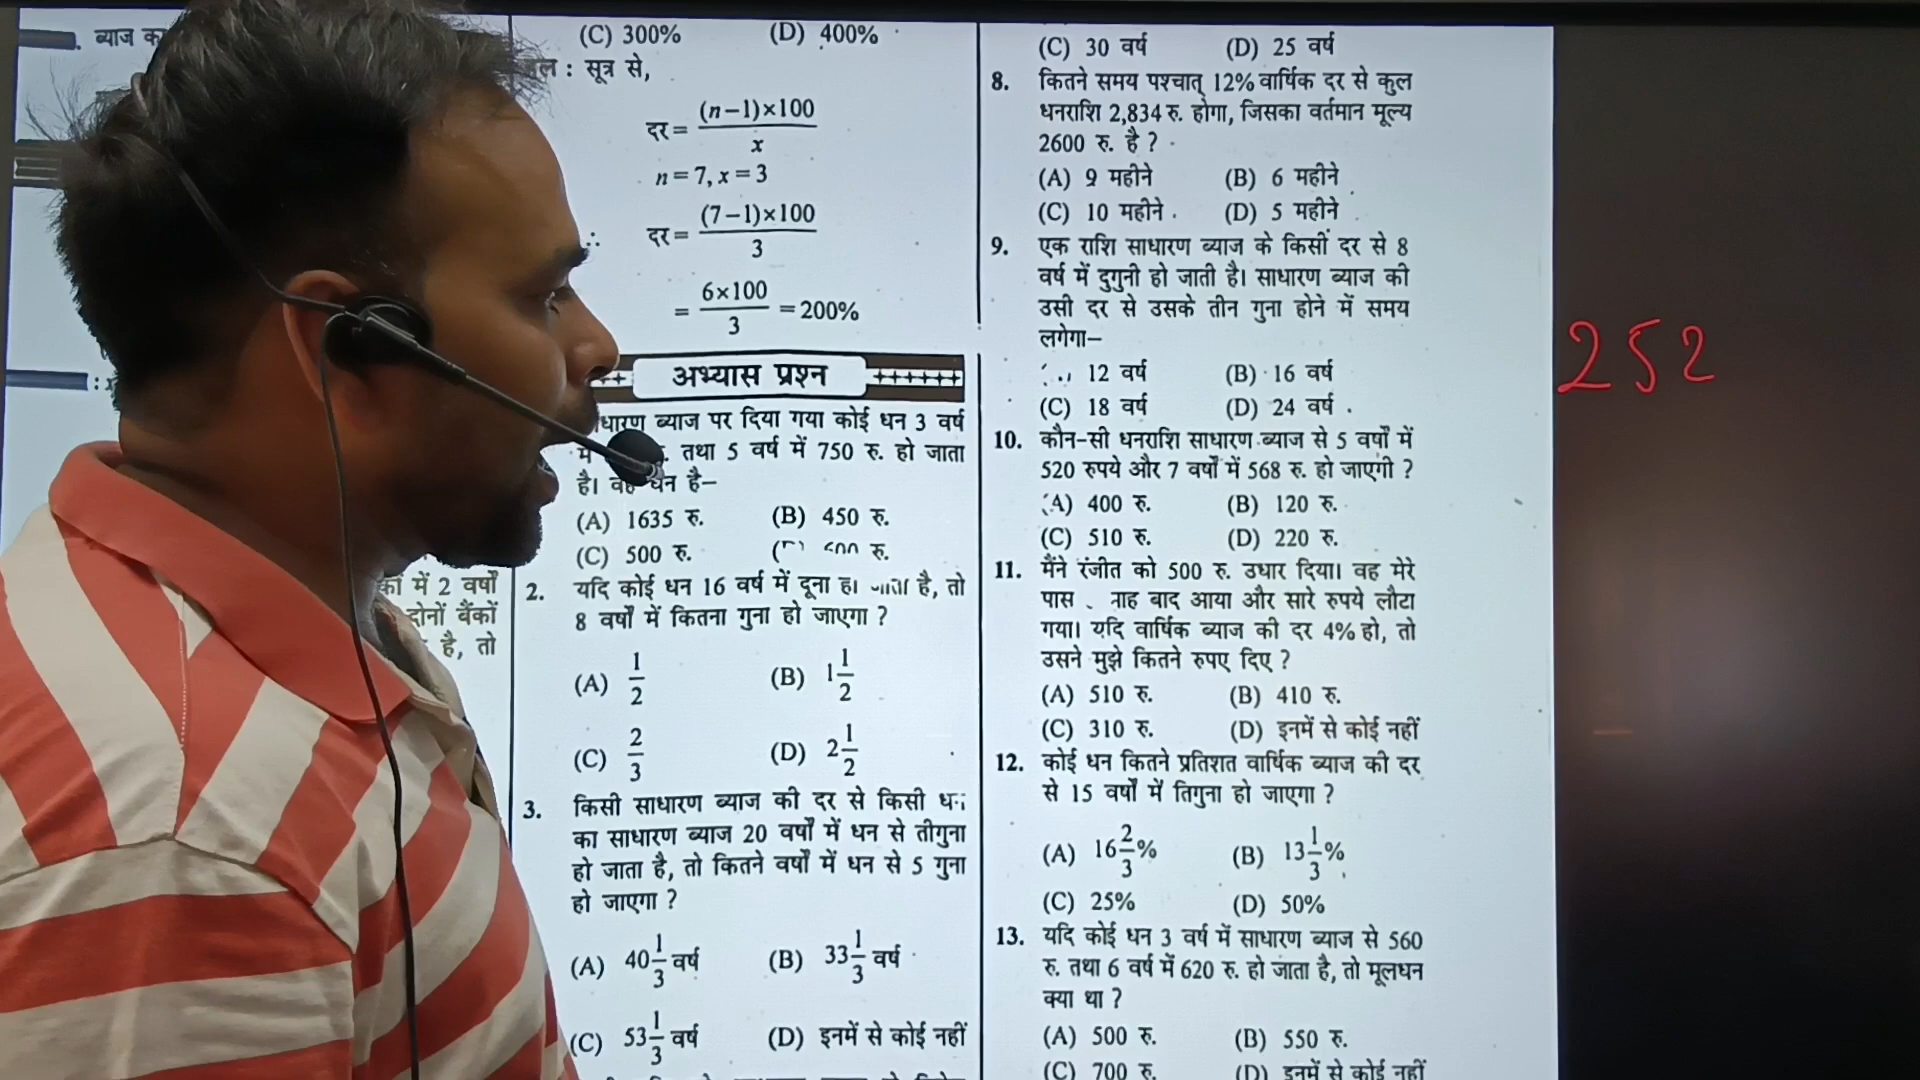 ब्याज
(C) 300% (D) 400%
: सूत्र से,
दर = (n−1)×100 / x
n = 7, x = 3
∴ दर = (7−1)×100 / 3
= 6×100 / 3 = 200%
अभ्यास प्रश्न
ब्याज पर दिया गया कोई धन 3 वर्ष
में तथा 5 वर्ष में 750 रु. हो जाता
है। धन है–
(A) 1635 रु. (B) 450 रु.
(C) 500 रु. रु.
में 2 वर्षों
दोनों बैंकों
है, तो
2. यदि कोई धन 16 वर्ष में दूना है, तो
8 वर्षों में कितना गुना हो जाएगा ?
(A) 1/2 (B) 1 1/2
(C) 2/3 (D) 2 1/2
3. किसी साधारण ब्याज की दर से किसी
का साधारण ब्याज 20 वर्षों में धन से तीगुना
हो जाता है, तो कितने वर्षों में धन से 5 गुना
हो जाएगा ?
(A) 40 1/3 वर्ष (B) 33 1/3 वर्ष
(C) 53 1/3 वर्ष (D) इनमें से कोई नहीं
(C) 30 वर्ष (D) 25 वर्ष
8. कितने समय पश्चात् 12% वार्षिक दर से कुल
धनराशि 2,834 रु. होगा, जिसका वर्तमान मूल्य
2600 रु. है ?
(A) 9 महीने (B) 6 महीने
(C) 10 महीने (D) 5 महीने
9. एक राशि साधारण ब्याज के किसी दर से 8
वर्ष में दुगुनी हो जाती है। साधारण ब्याज की
उसी दर से उसके तीन गुना होने में समय
लगेगा–
12 वर्ष (B) 16 वर्ष
(C) 18 वर्ष (D) 24 वर्ष
10. कौन-सी धनराशि साधारण ब्याज से 5 वर्षों में
520 रुपये और 7 वर्षों में 568 रु. हो जाएगी ?
(A) 400 रु. (B) 120 रु.
(C) 510 रु. (D) 220 रु.
11. मैंने रंजीत को 500 रु. उधार दिया। वह मेरे
पास बाद आया और सारे रुपये लौटा
गया। यदि वार्षिक ब्याज की दर 4% हो, तो
उसने मुझे कितने रुपए दिए ?
(A) 510 रु. (B) 410 रु.
(C) 310 रु. (D) इनमें से कोई नहीं
12. कोई धन कितने प्रतिशत वार्षिक ब्याज की दर
से 15 वर्षों में तिगुना हो जाएगा ?
(A) 16 2/3% (B) 13 1/3%
(C) 25% (D) 50%
13. यदि कोई धन 3 वर्ष में साधारण ब्याज से 560
रु. तथा 6 वर्ष में 620 रु. हो जाता है, तो मूलधन
क्या था ?
(A) 500 रु. (B) 550 रु.
(C) 700 रु. (D) इनमें से कोई नहीं
252